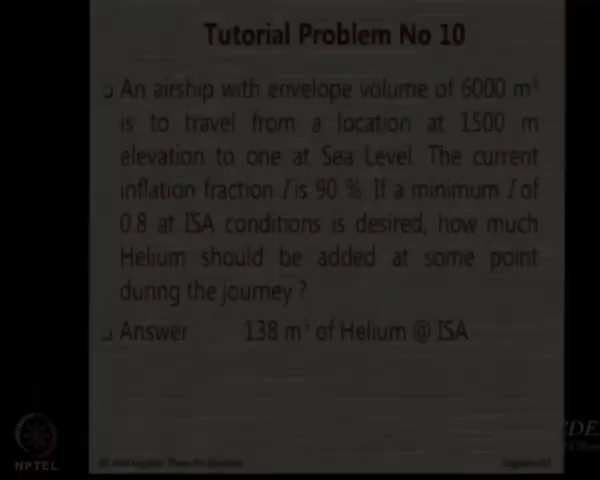 Tutorial Problem No 10
An airship with envelope volume of 6000 m³
is to travel from a location at 1500 m
elevation to one at Sea Level. The current
inflation fraction I is 90 %. If a minimum I of
0.8 at ISA conditions is desired, how much
Helium should be added at some point
during the journey ?
Answer 138 m³ of Helium @ ISA
NPTEL